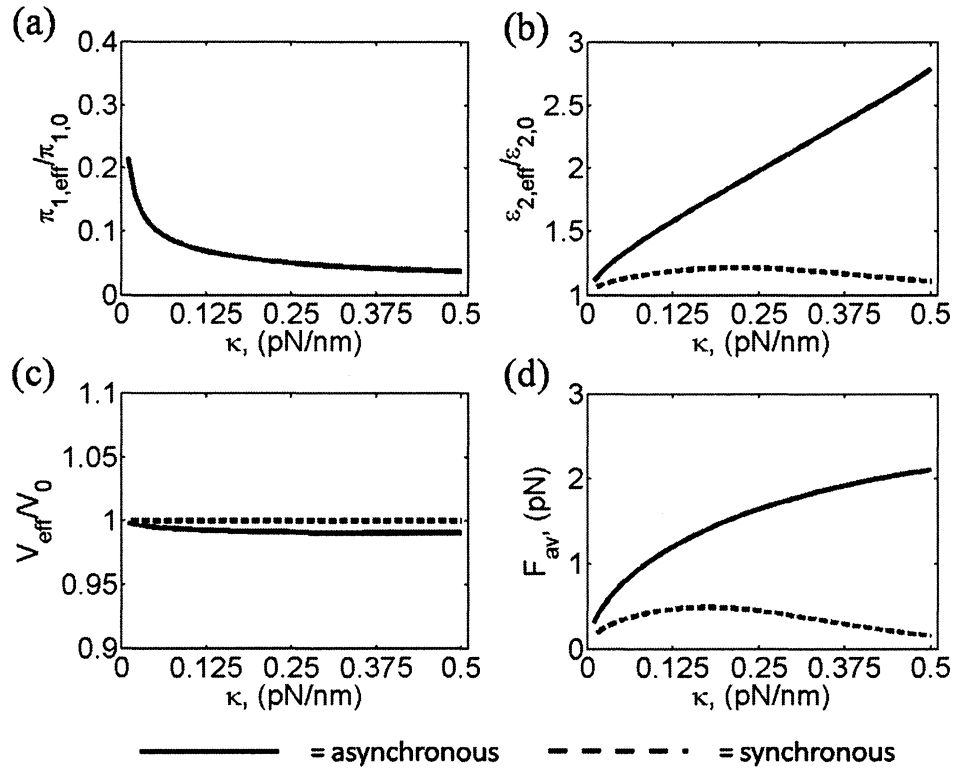 (a)
0.4
0.3
0.2
0.1
0
π1,eff/π1,0
0 0.125 0.25 0.375 0.5
κ, (pN/nm)
(b)
3
2.5
2
1.5
1
ε2,eff/ε2,0
0 0.125 0.25 0.375 0.5
κ, (pN/nm)
(c)
1.1
1.05
1
0.95
0.9
Veff/V0
0 0.125 0.25 0.375 0.5
κ, (pN/nm)
(d)
3
2
1
0
Fav, (pN)
0 0.125 0.25 0.375 0.5
κ, (pN/nm)
= asynchronous
= synchronous